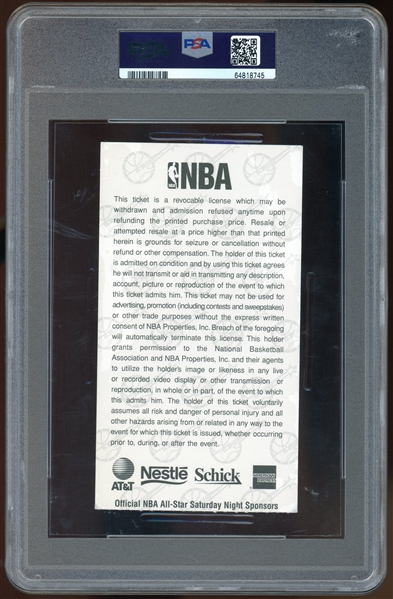 PSA
64818745
NBA
This ticket is a revocable license which may be
withdrawn and admission refused anytime upon
refunding the printed purchase price. Resale or
attempted resale at a price higher than that printed
herein is grounds for seizure or cancellation without
refund or other compensation. The holder of this ticket
is admitted on condition and by using this ticket agrees
he will not transmit or aid in transmitting any description,
account, picture or reproduction of the event to which
this ticket admits him. This ticket may not be used for
advertising, promotion (including contests and sweepstakes)
or other trade purposes without the express written
consent of NBA Properties, Inc. Breach of the foregoing
will automatically terminate this license. This holder
grants permission to the National Basketball
Association and NBA Properties, Inc. and their agents
to utilize the holder's image or likeness in any live
or recorded video display or other transmission or
reproduction, in whole or in part, of the event to which
this admits him. The holder of this ticket voluntarily
assumes all risk and danger of personal injury and all
other hazards arising from or related in any way to the
event for which this ticket is issued, whether occurring
prior to, during, or after the event.
AT&T Nestlé Schick AMERICAN EXPRESS
Official NBA All-Star Saturday Night Sponsors